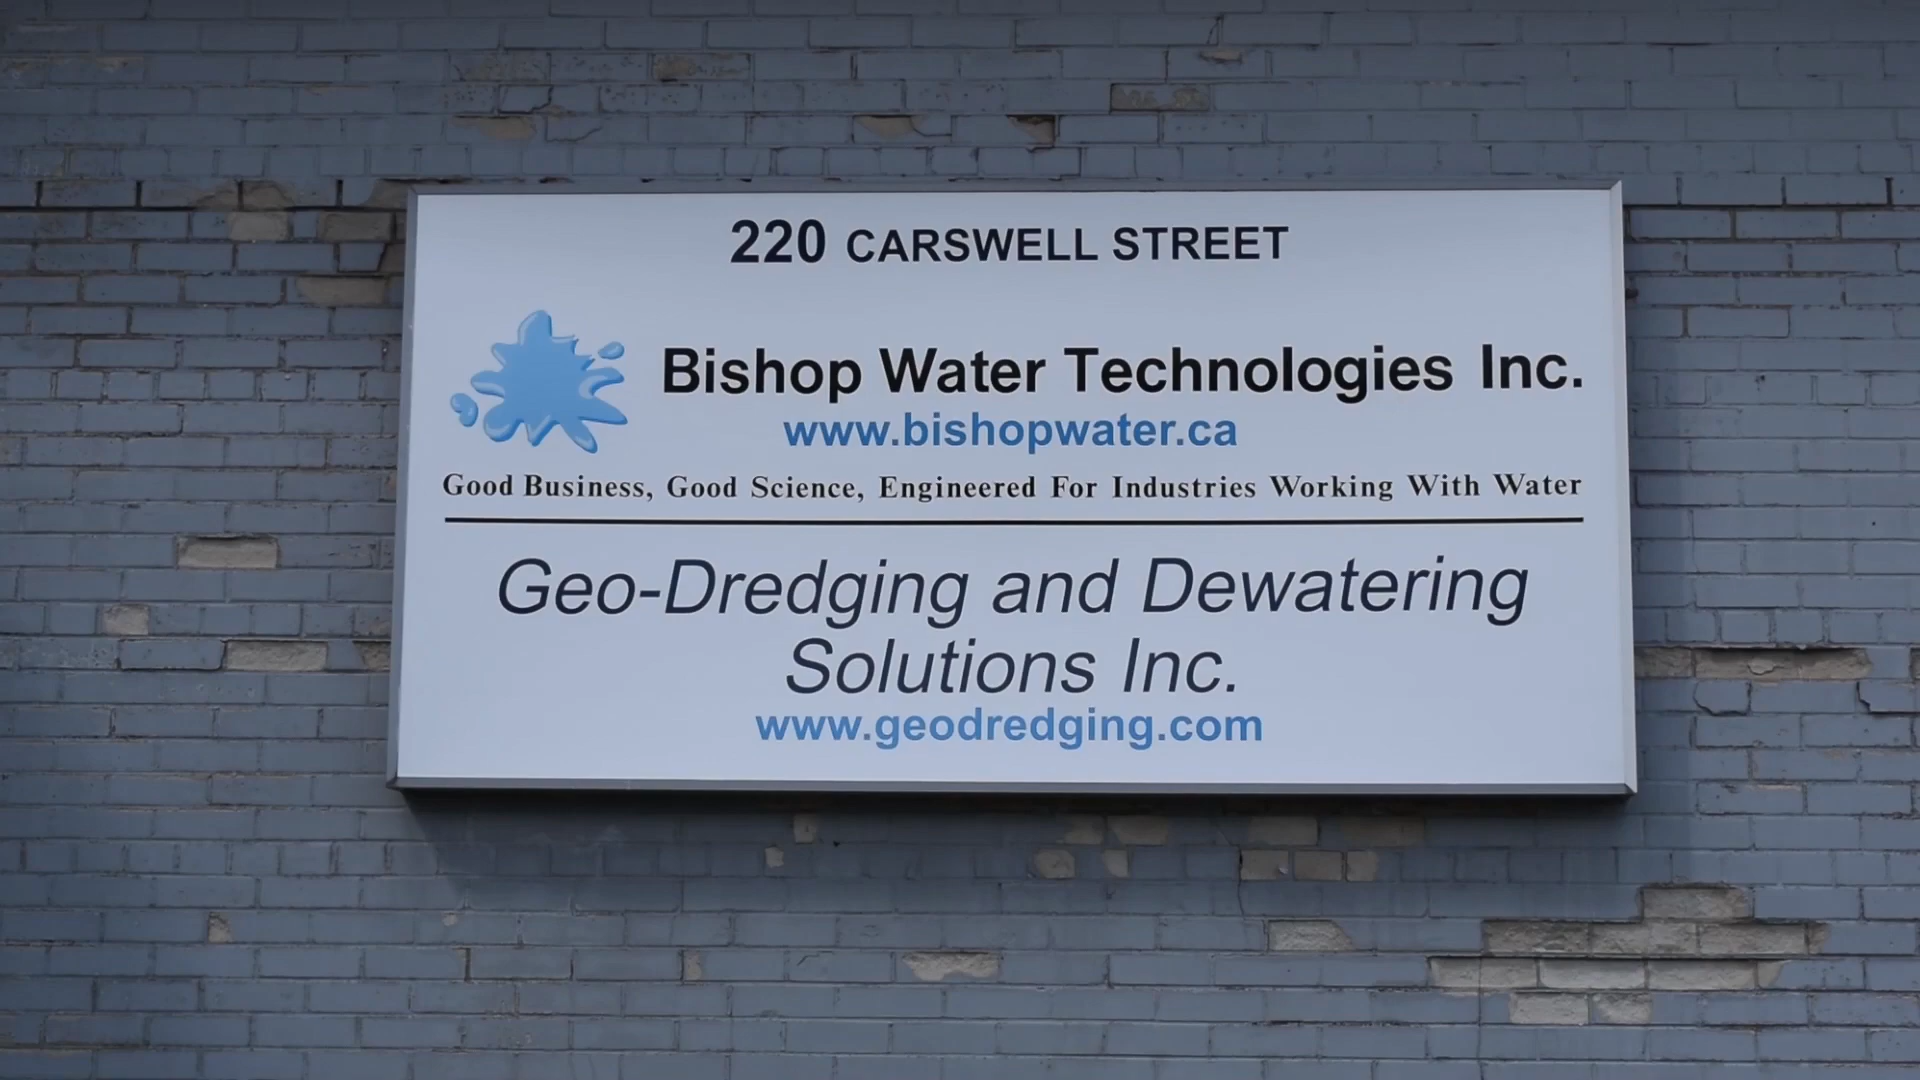 220 CARSWELL STREET
Bishop Water Technologies Inc.
www.bishopwater.ca
Good Business, Good Science, Engineered For Industries Working With Water
Geo-Dredging and Dewatering
Solutions Inc.
www.geodredging.com